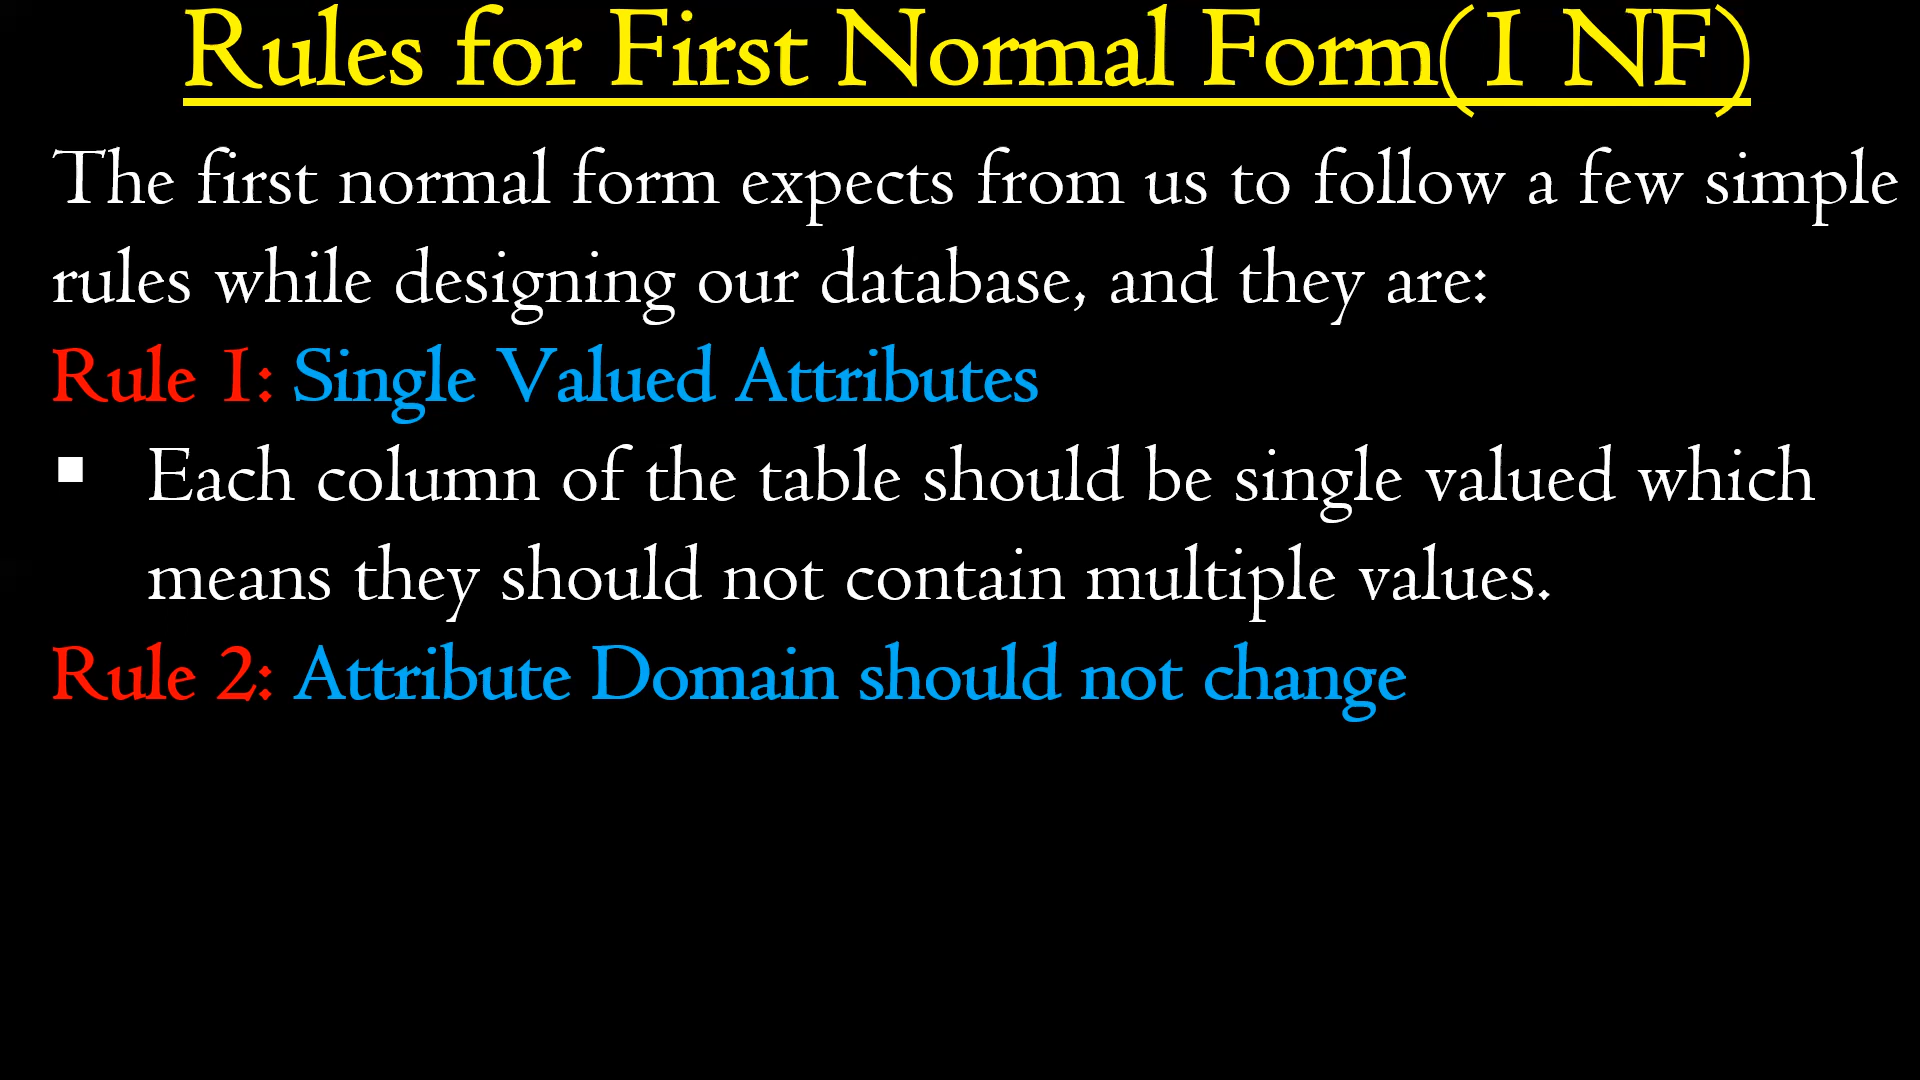 Rules for First Normal Form(1 NF)
The first normal form expects from us to follow a few simple
rules while designing our database, and they are:
Rule 1: Single Valued Attributes
▪ Each column of the table should be single valued which
means they should not contain multiple values.
Rule 2: Attribute Domain should not change